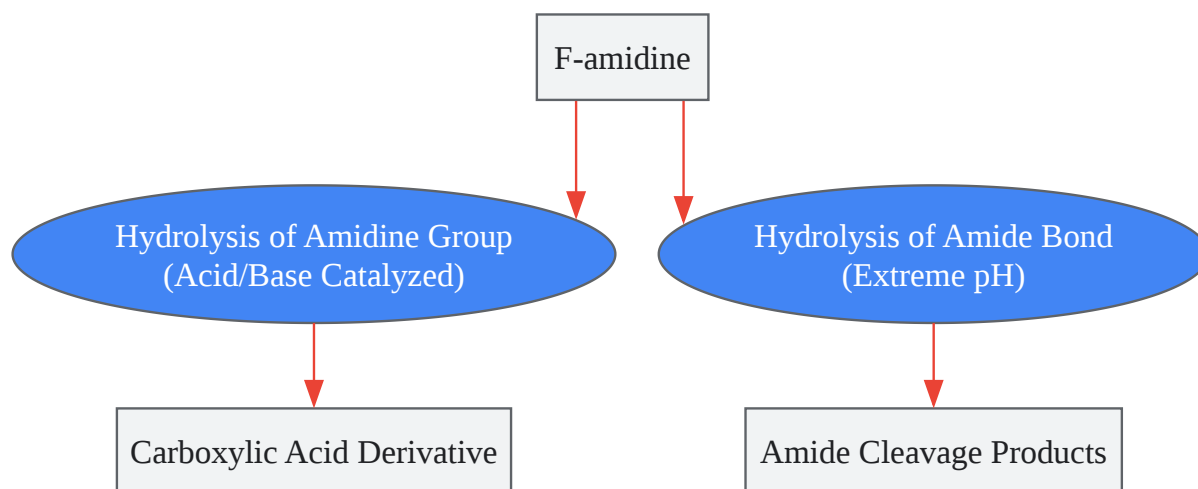 F-amidine
Hydrolysis of Amidine Group
(Acid/Base Catalyzed)
Hydrolysis of Amide Bond
(Extreme pH)
Carboxylic Acid Derivative
Amide Cleavage Products